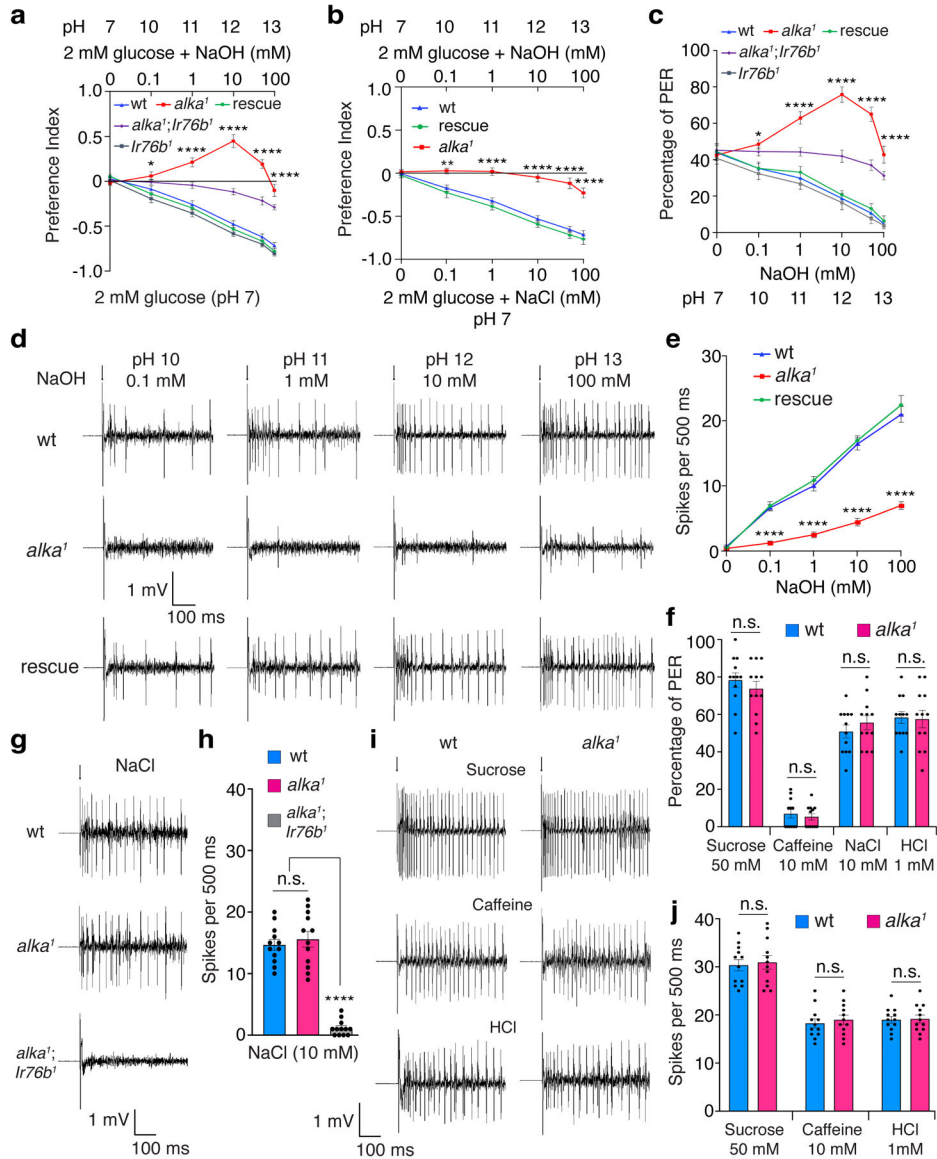 a
pH 7 10 11 12 13
2 mM glucose + NaOH (mM)
0 0.1 1 10 100
wt alka¹ rescue
alka¹;Ir76b¹
Ir76b¹
Preference Index
1.0
0.5
0
-0.5
-1.0
* **** **** **** ****
0 0.1 1 10 100
2 mM glucose (pH 7)
b
pH 7 10 11 12 13
2 mM glucose + NaOH (mM)
0 0.1 1 10 100
wt
rescue
alka¹
Preference Index
1.0
0.5
0
-0.5
-1.0
** **** **** **** ****
0 0.1 1 10 100
2 mM glucose + NaCl (mM)
pH 7
c
wt alka¹ rescue
alka¹;Ir76b¹
Ir76b¹
Percentage of PER
100
80
60
40
20
0
* **** **** **** ****
0 0.1 1 10 100
NaOH (mM)
pH 7 10 11 12 13
d
pH 10 pH 11 pH 12 pH 13
NaOH 0.1 mM 1 mM 10 mM 100 mM
wt
alka¹
1 mV
100 ms
rescue
e
wt
alka¹
rescue
Spikes per 500 ms
30
20
10
0
**** **** **** ****
0 0.1 1 10 100
NaOH (mM)
f
wt alka¹
Percentage of PER
100
80
60
40
20
0
n.s. n.s. n.s. n.s.
Sucrose Caffeine NaCl HCl
50 mM 10 mM 10 mM 1 mM
g
NaCl
wt
alka¹
alka¹;
Ir76b¹
1 mV
100 ms
h
wt
alka¹
alka¹;
Ir76b¹
Spikes per 500 ms
40
30
20
10
0
n.s.
****
NaCl (10 mM)
1 mV
100 ms
i
wt alka¹
Sucrose
Caffeine
HCl
j
wt alka¹
Spikes per 500 ms
40
30
20
10
0
n.s. n.s. n.s.
Sucrose Caffeine HCl
50 mM 10 mM 1mM